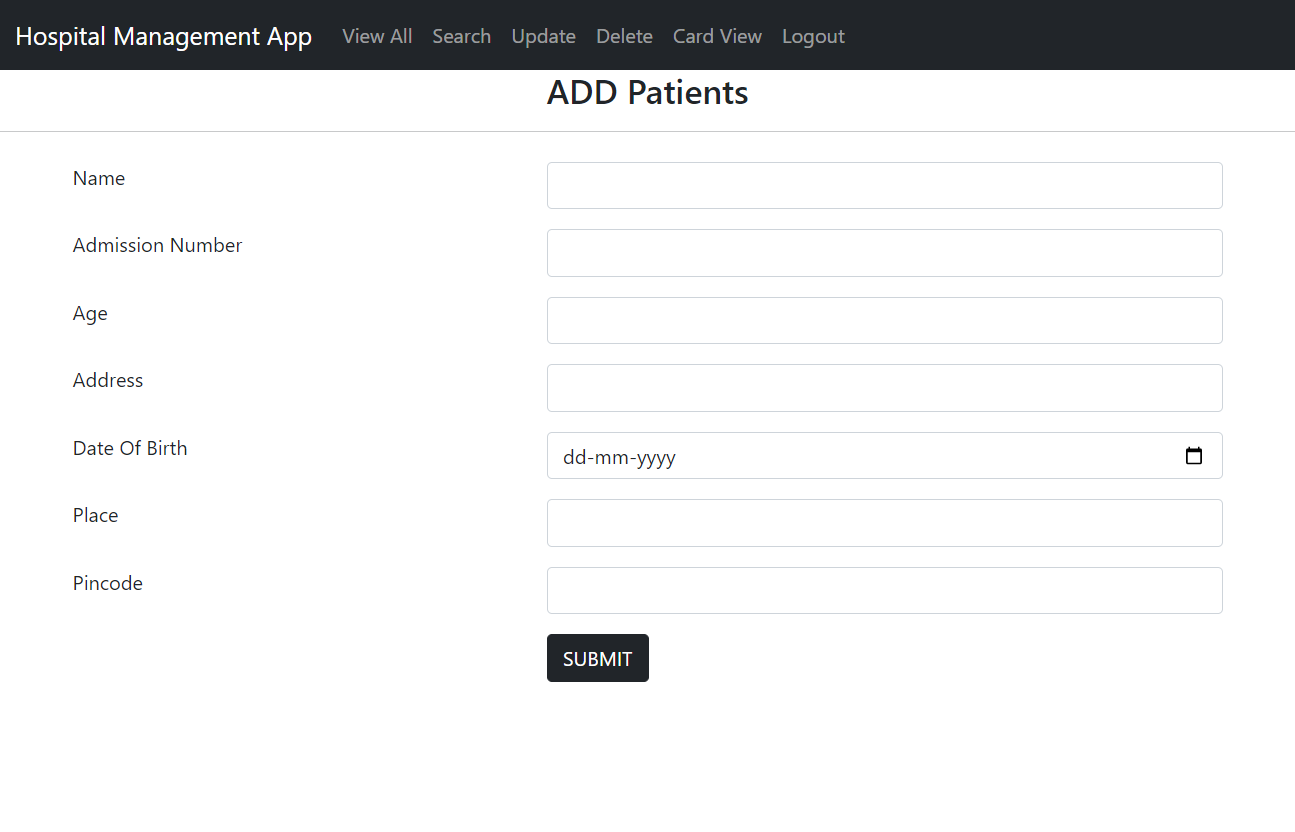 Hospital Management App View All Search Update Delete Card View Logout
ADD Patients
Name
Admission Number
Age
Address
Date Of Birth dd-mm-yyyy
Place
Pincode
SUBMIT